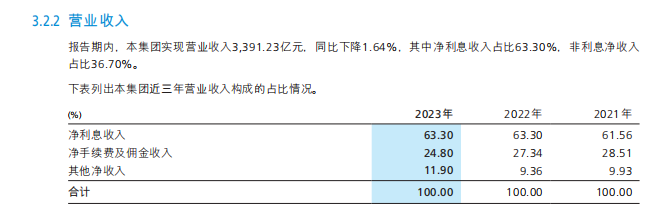 3.2.2 营业收入
报告期内，本集团实现营业收入3,391.23亿元，同比下降1.64%，其中净利息收入占比63.30%，非利息净收入
占比36.70%。
下表列出本集团近三年营业收入构成的占比情况。
(%) 2023年 2022年 2021年
净利息收入 63.30 63.30 61.56
净手续费及佣金收入 24.80 27.34 28.51
其他净收入 11.90 9.36 9.93
合计 100.00 100.00 100.00